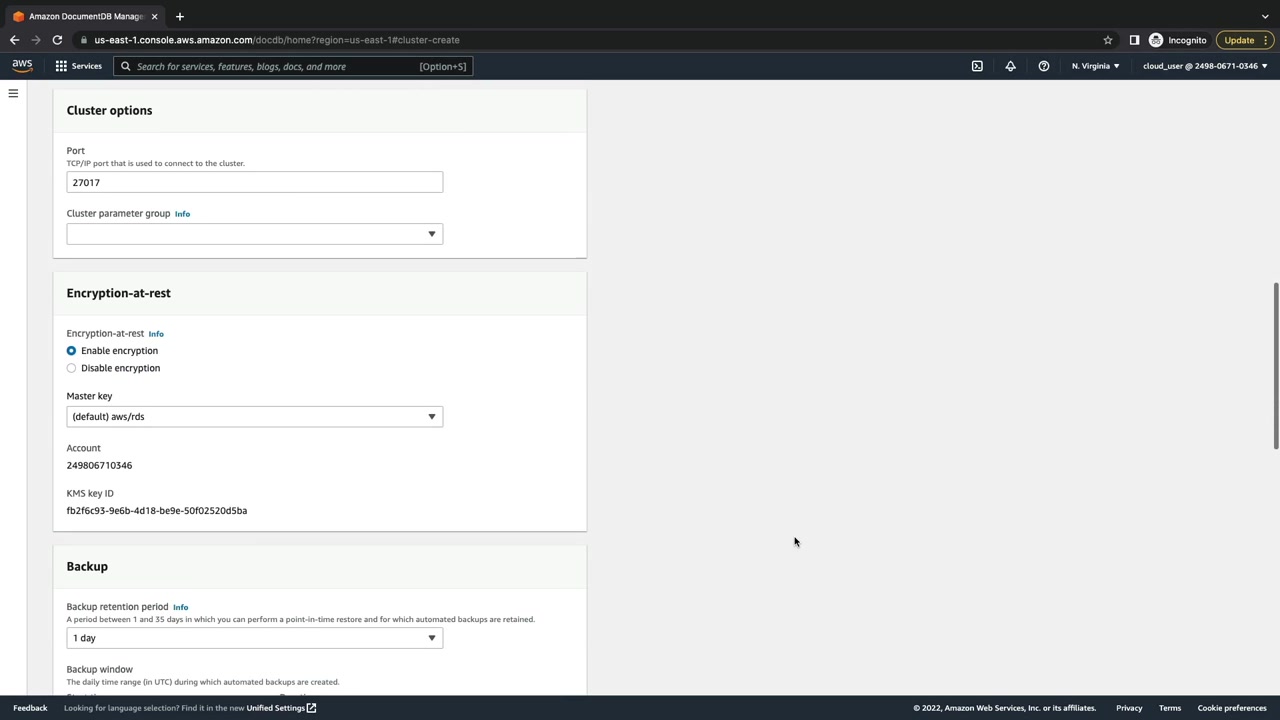 Amazon DocumentDB Manage
us-east-1.console.aws.amazon.com/docdb/home?region=us-east-1#cluster-create
Incognito
Update
aws
Services
Search for services, features, blogs, docs, and more
[Option+S]
N. Virginia
cloud_user @ 2498-0671-0346
Cluster options
Port
TCP/IP port that is used to connect to the cluster.
27017
Cluster parameter group Info
Encryption-at-rest
Encryption-at-rest Info
Enable encryption
Disable encryption
Master key
(default) aws/rds
Account
249806710346
KMS key ID
fb2f6c93-9e6b-4d18-be9e-50f02520d5ba
Backup
Backup retention period Info
A period between 1 and 35 days in which you can perform a point-in-time restore and for which automated backups are retained.
1 day
Backup window
The daily time range (in UTC) during which automated backups are created.
Feedback
Looking for language selection? Find it in the new Unified Settings
© 2022, Amazon Web Services, Inc. or its affiliates.
Privacy
Terms
Cookie preferences